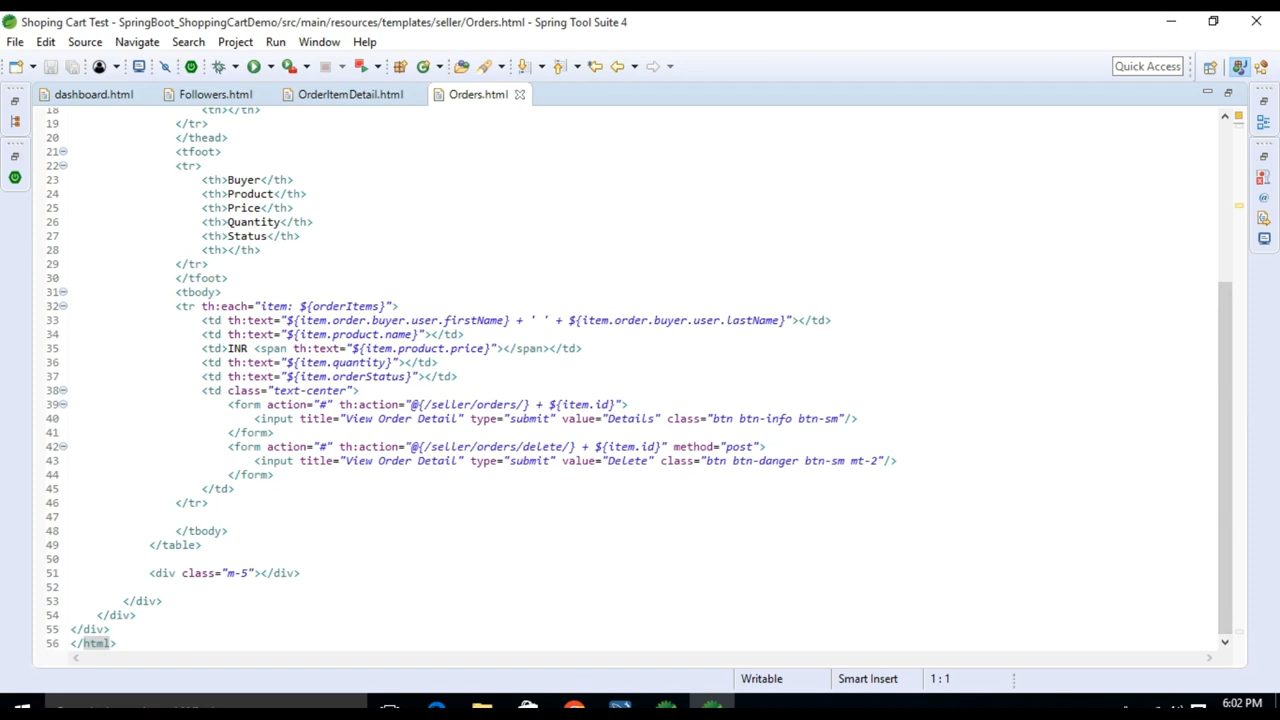 Shoping Cart Test - SpringBoot_ShoppingCartDemo/src/main/resources/templates/seller/Orders.html - Spring Tool Suite 4
File Edit Source Navigate Search Project Run Window Help
Quick Access
dashboard.html Followers.html OrderItemDetail.html Orders.html
18 <th></th>
19 </tr>
20 </thead>
21 <tfoot>
22 <tr>
23 <th>Buyer</th>
24 <th>Product</th>
25 <th>Price</th>
26 <th>Quantity</th>
27 <th>Status</th>
28 <th></th>
29 </tr>
30 </tfoot>
31 <tbody>
32 <tr th:each="item: ${orderItems}">
33 <td th:text="${item.order.buyer.user.firstName} + ' ' + ${item.order.buyer.user.lastName}"></td>
34 <td th:text="${item.product.name}"></td>
35 <td>INR <span th:text="${item.product.price}"></span></td>
36 <td th:text="${item.quantity}"></td>
37 <td th:text="${item.orderStatus}"></td>
38 <td class="text-center">
39 <form action="#" th:action="@{/seller/orders/} + ${item.id}">
40 <input title="View Order Detail" type="submit" value="Details" class="btn btn-info btn-sm"/>
41 </form>
42 <form action="#" th:action="@{/seller/orders/delete/} + ${item.id}" method="post">
43 <input title="View Order Detail" type="submit" value="Delete" class="btn btn-danger btn-sm mt-2"/>
44 </form>
45 </td>
46 </tr>
47
48 </tbody>
49 </table>
50
51 <div class="m-5"></div>
52
53 </div>
54 </div>
55 </div>
56 </html>
Writable Smart Insert 1 : 1
6:02 PM